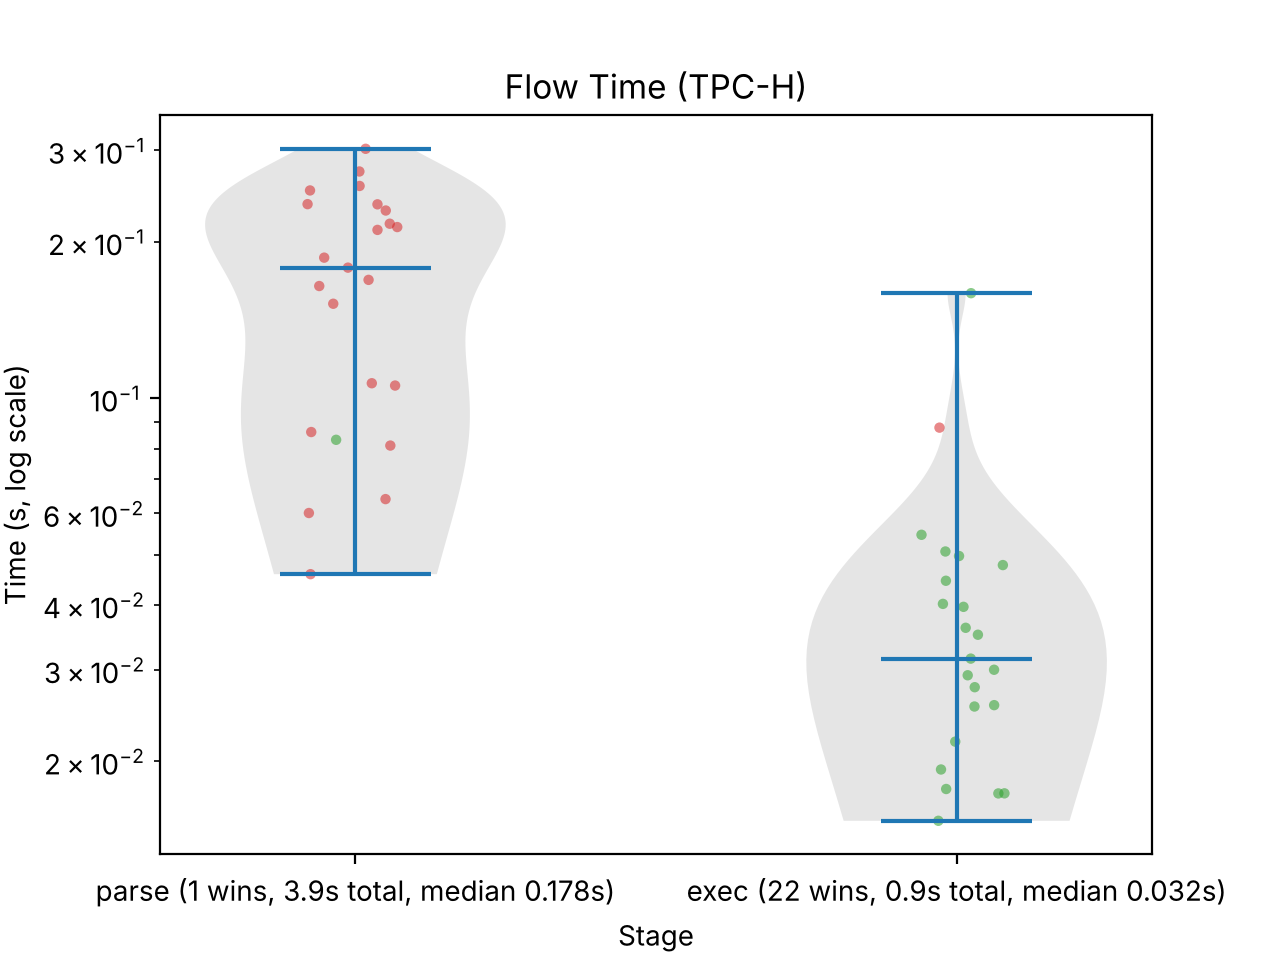 Flow Time (TPC-H)
Time (s, log scale)
3 × 10⁻¹
2 × 10⁻¹
10⁻¹
6 × 10⁻²
4 × 10⁻²
3 × 10⁻²
2 × 10⁻²
parse (1 wins, 3.9s total, median 0.178s)
exec (22 wins, 0.9s total, median 0.032s)
Stage